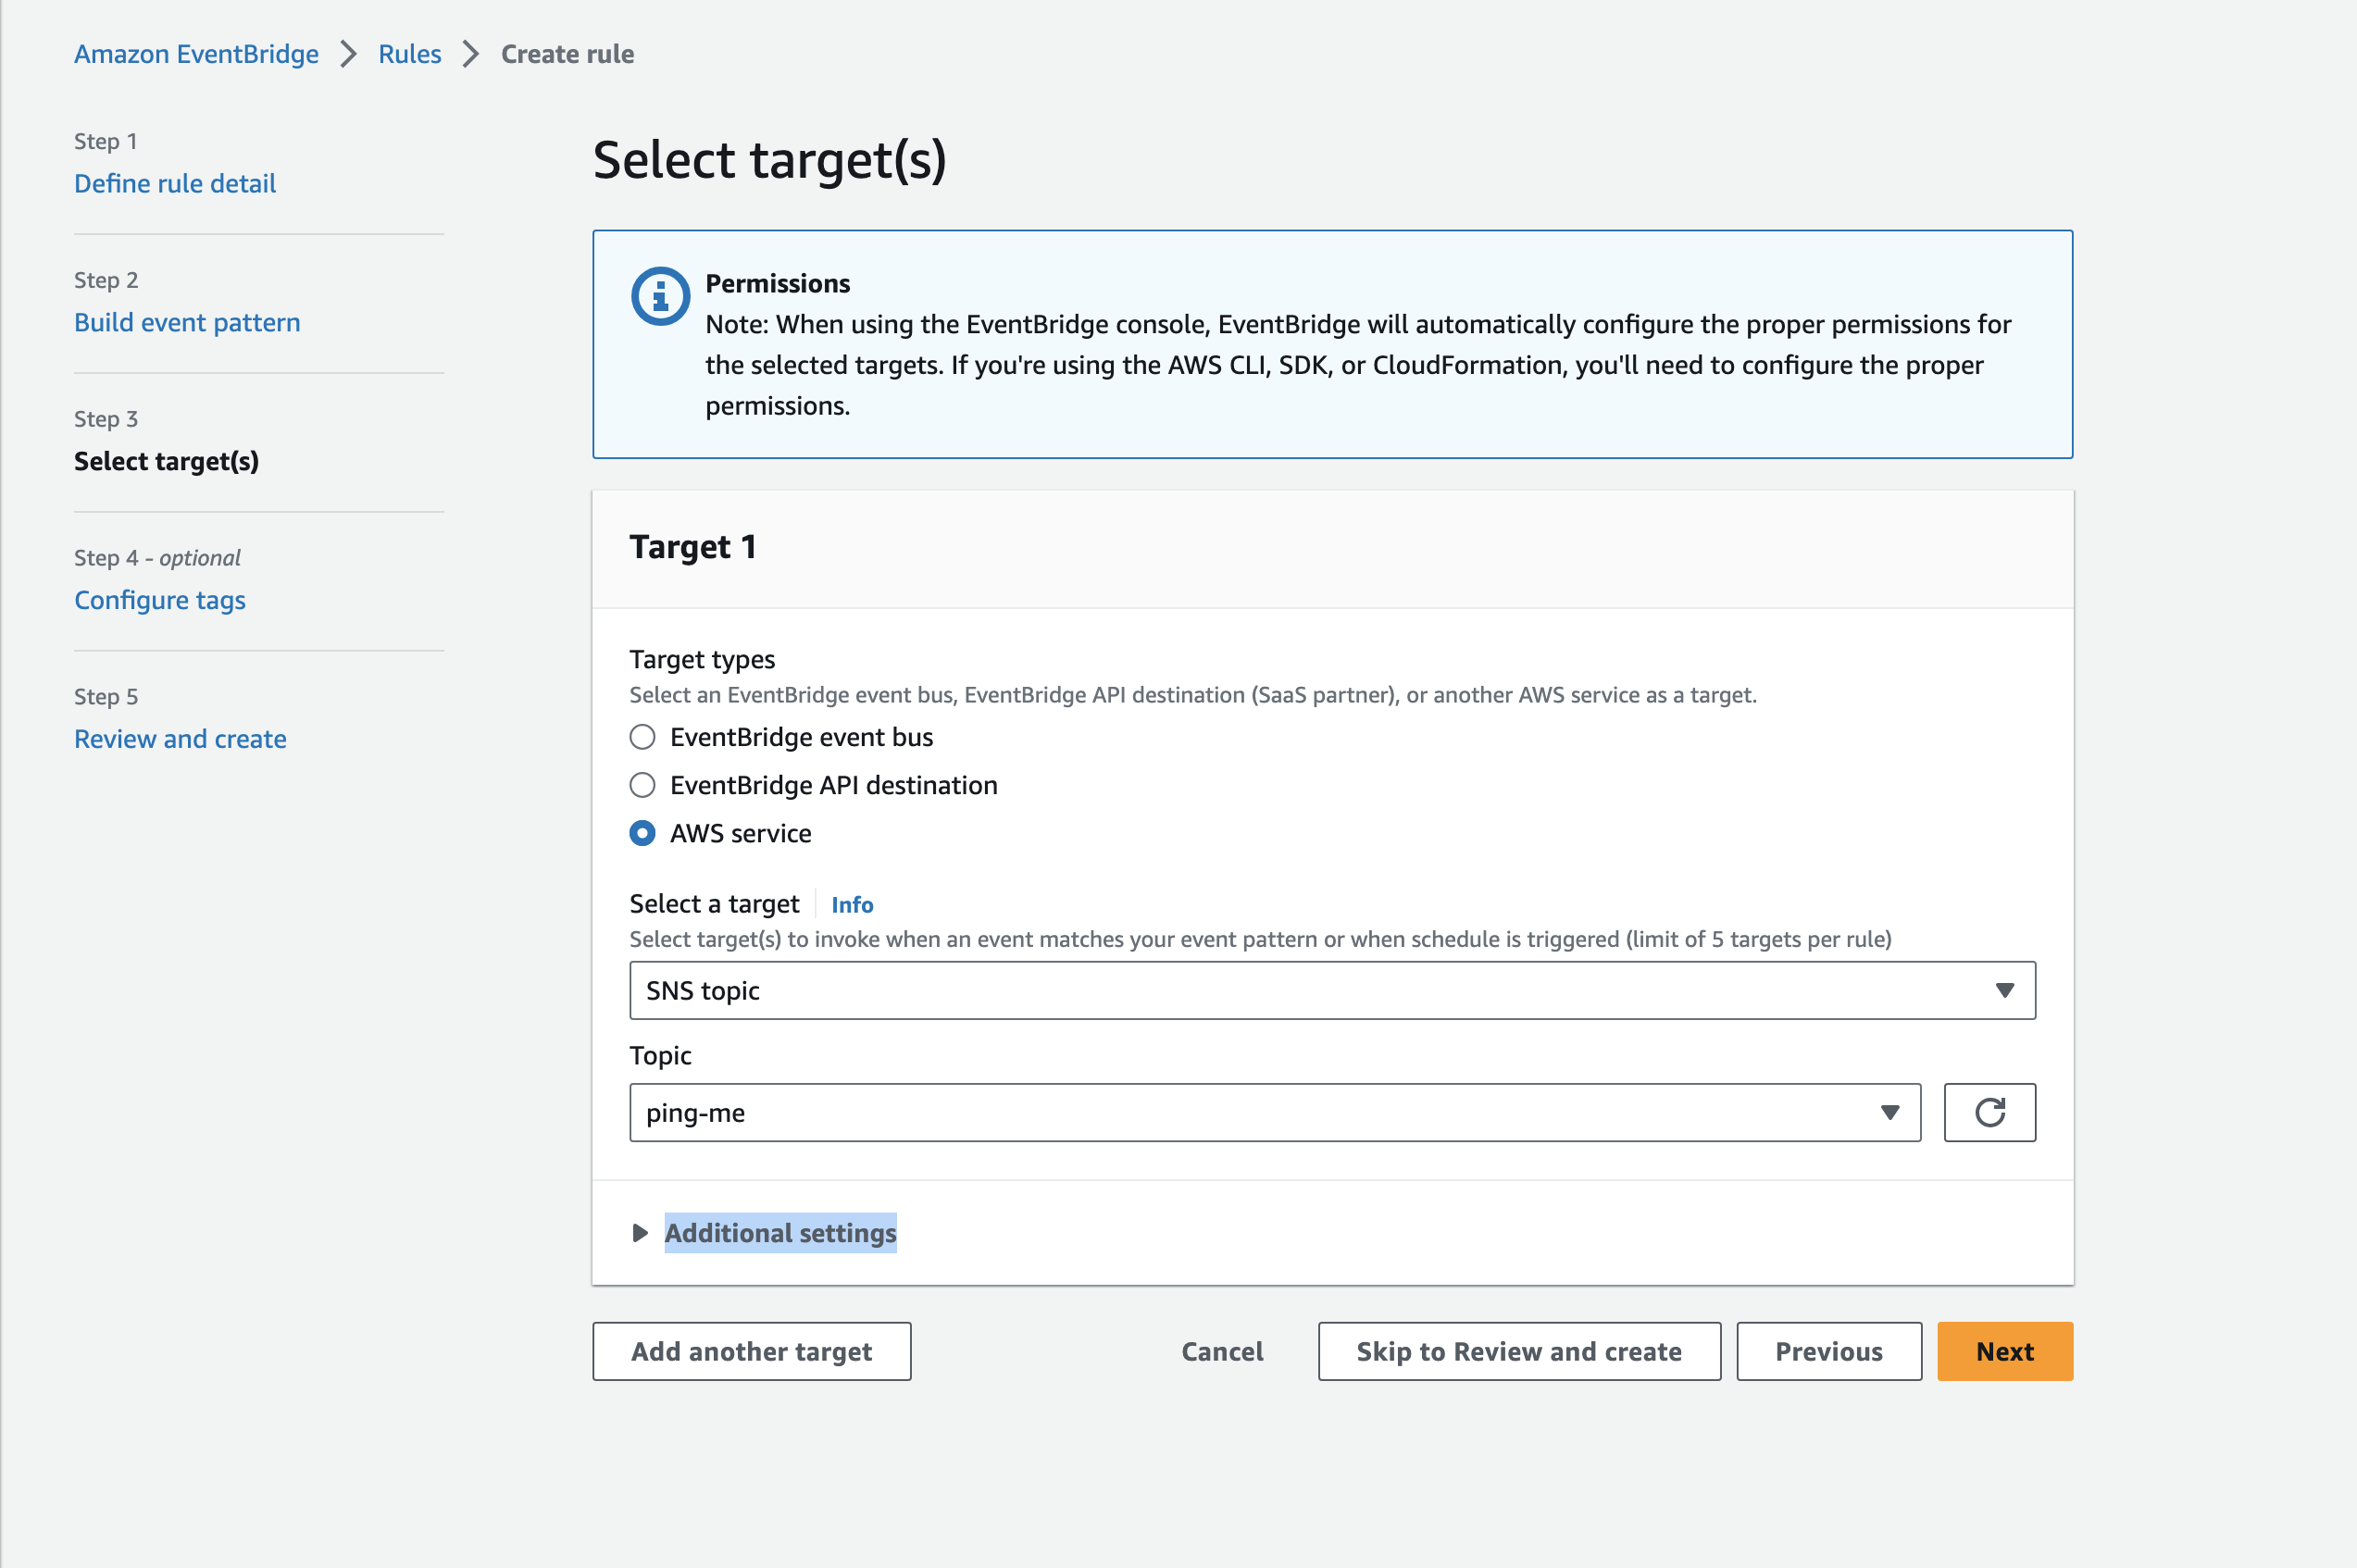 Amazon EventBridge > Rules > Create rule
Step 1
Define rule detail
Step 2
Build event pattern
Step 3
Select target(s)
Step 4 - optional
Configure tags
Step 5
Review and create
Select target(s)
Permissions
Note: When using the EventBridge console, EventBridge will automatically configure the proper permissions for
the selected targets. If you're using the AWS CLI, SDK, or CloudFormation, you'll need to configure the proper
permissions.
Target 1
Target types
Select an EventBridge event bus, EventBridge API destination (SaaS partner), or another AWS service as a target.
EventBridge event bus
EventBridge API destination
AWS service
Select a target Info
Select target(s) to invoke when an event matches your event pattern or when schedule is triggered (limit of 5 targets per rule)
SNS topic
Topic
ping-me
Additional settings
Add another target Cancel Skip to Review and create Previous Next